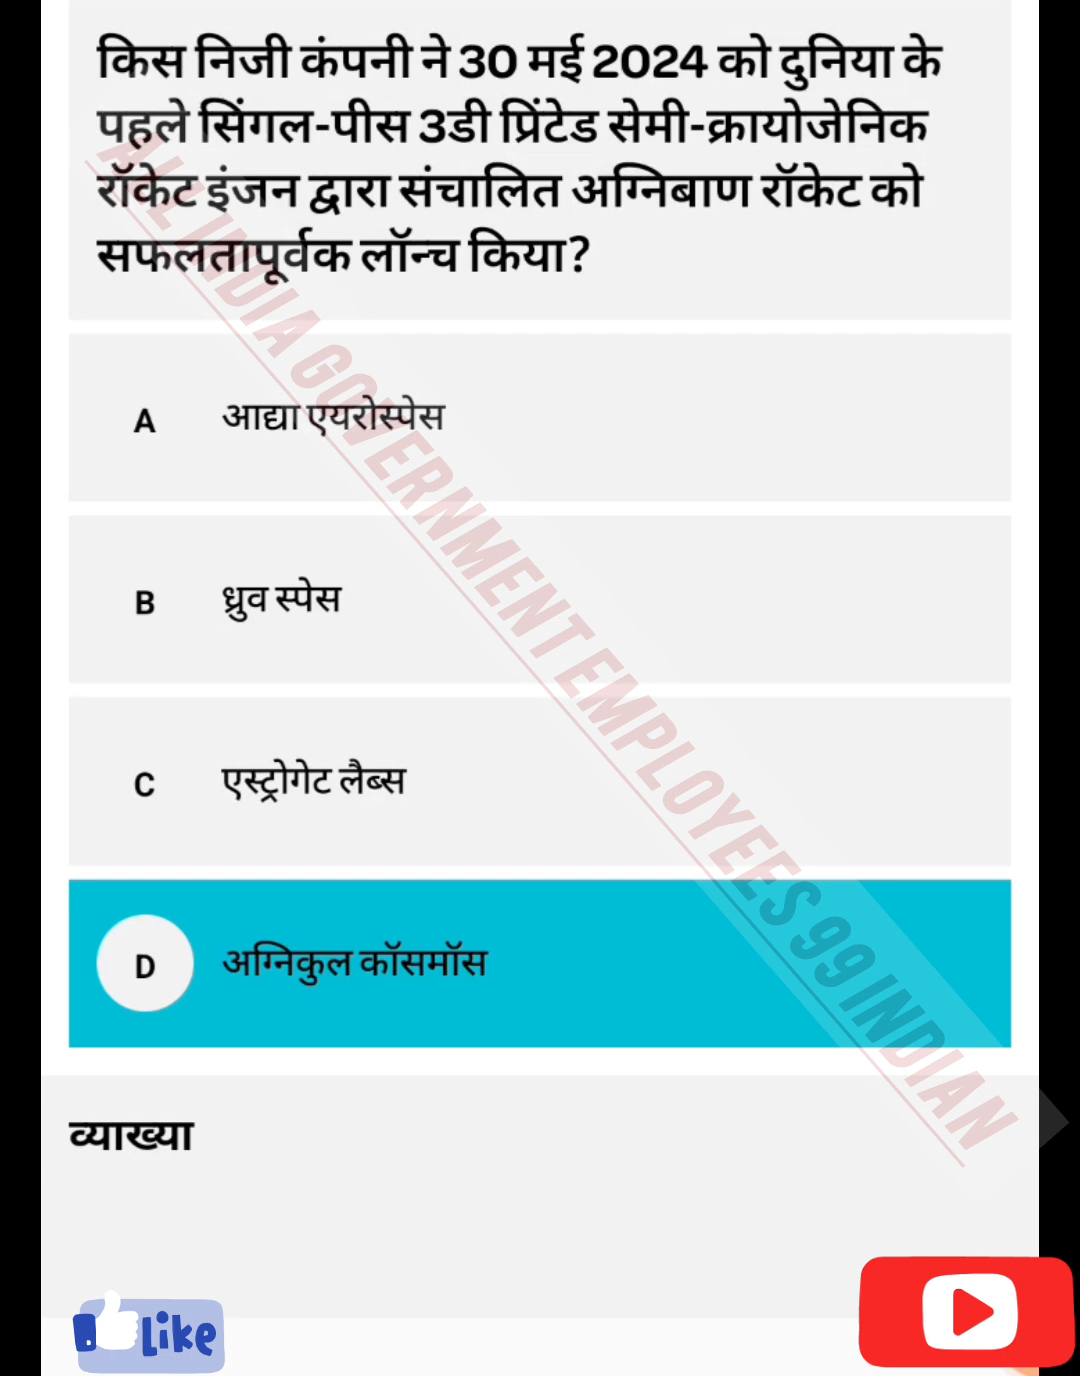 किस निजी कंपनी ने 30 मई 2024 को दुनिया के
पहले सिंगल-पीस 3डी प्रिंटेड सेमी-क्रायोजेनिक
रॉकेट इंजन द्वारा संचालित अग्निबाण रॉकेट को
सफलतापूर्वक लॉन्च किया?
A आद्या एयरोस्पेस
B ध्रुव स्पेस
C एस्ट्रोगेट लैब्स
D अग्निकुल कॉसमॉस
ALL INDIA GOVERNMENT EMPLOYEES 99 INDIAN
व्याख्या
Like